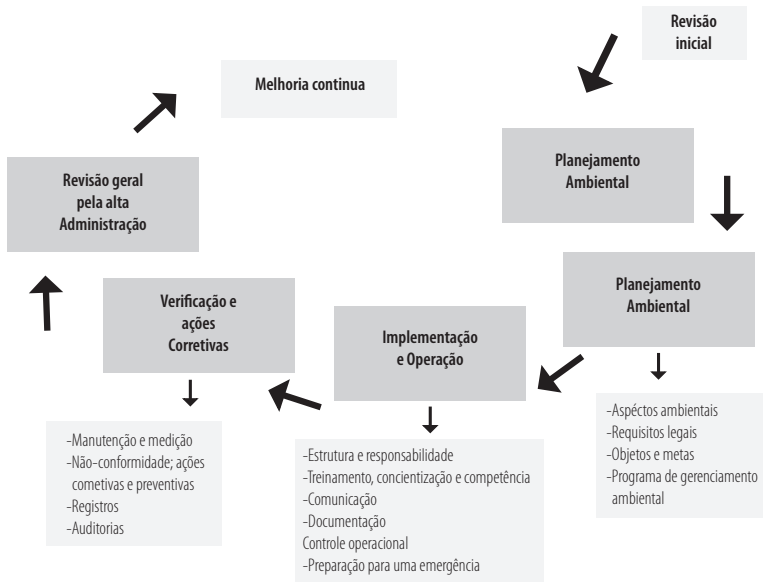 Revisão
inicial
Melhoria continua
Planejamento
Ambiental
Revisão geral
pela alta
Administração
Planejamento
Ambiental
Verificação e
ações
Corretivas
Implementação
e Operação
-Aspéctos ambientais
-Requisitos legais
-Objetos e metas
-Programa de gerenciamento
ambiental
-Manutenção e medição
-Não-conformidade; ações
cometivas e preventivas
-Registros
-Auditorias
-Estrutura e responsabilidade
-Treinamento, concientização e competência
-Comunicação
-Documentação
Controle operacional
-Preparação para uma emergência